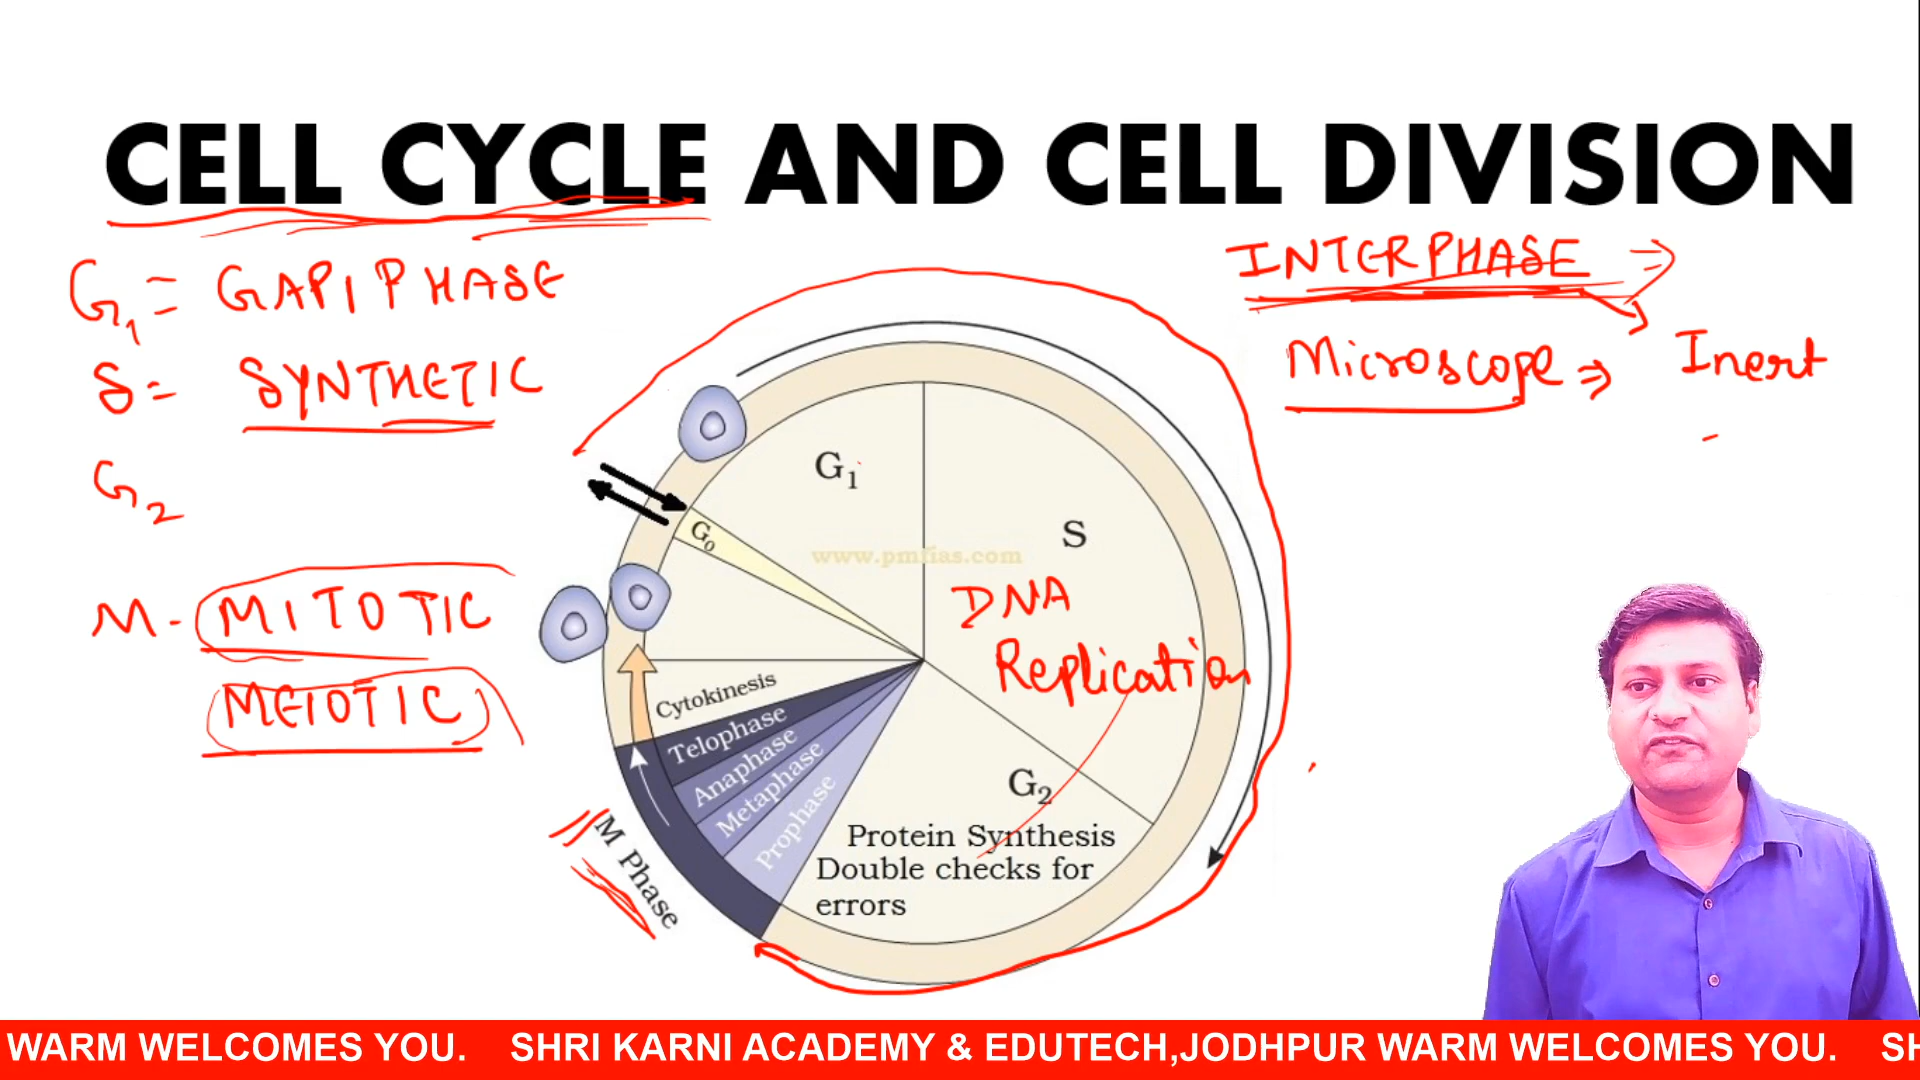 CELL CYCLE AND CELL DIVISION
G1 = GAP1 PHASE
S = SYNTHETIC
G2
M - MITOTIC
MEIOTIC
INTERPHASE ⇒
Microscope ⇒ Inert
G1
S
G0
www.pmfias.com
DNA
Replication
Cytokinesis
Telophase
Anaphase
Metaphase
Prophase
G2
Protein Synthesis
Double checks for
errors
M Phase
WARM WELCOMES YOU. SHRI KARNI ACADEMY & EDUTECH,JODHPUR WARM WELCOMES YOU. SH